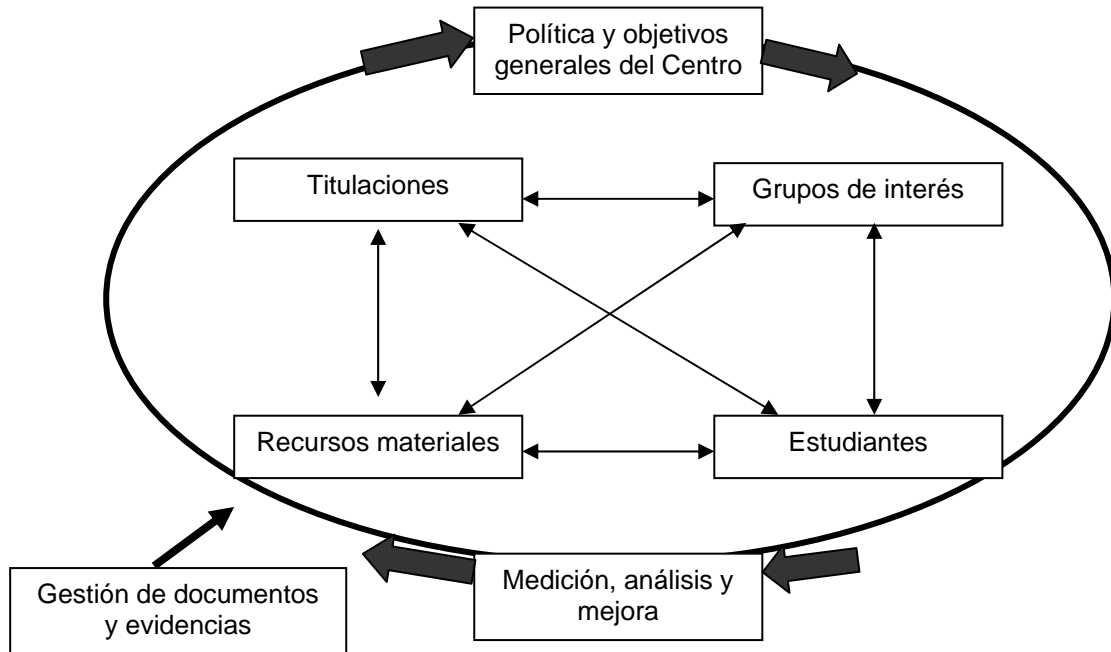 Política y objetivos
generales del Centro
Titulaciones
Grupos de interés
Recursos materiales
Estudiantes
Medición, análisis y
mejora
Gestión de documentos
y evidencias